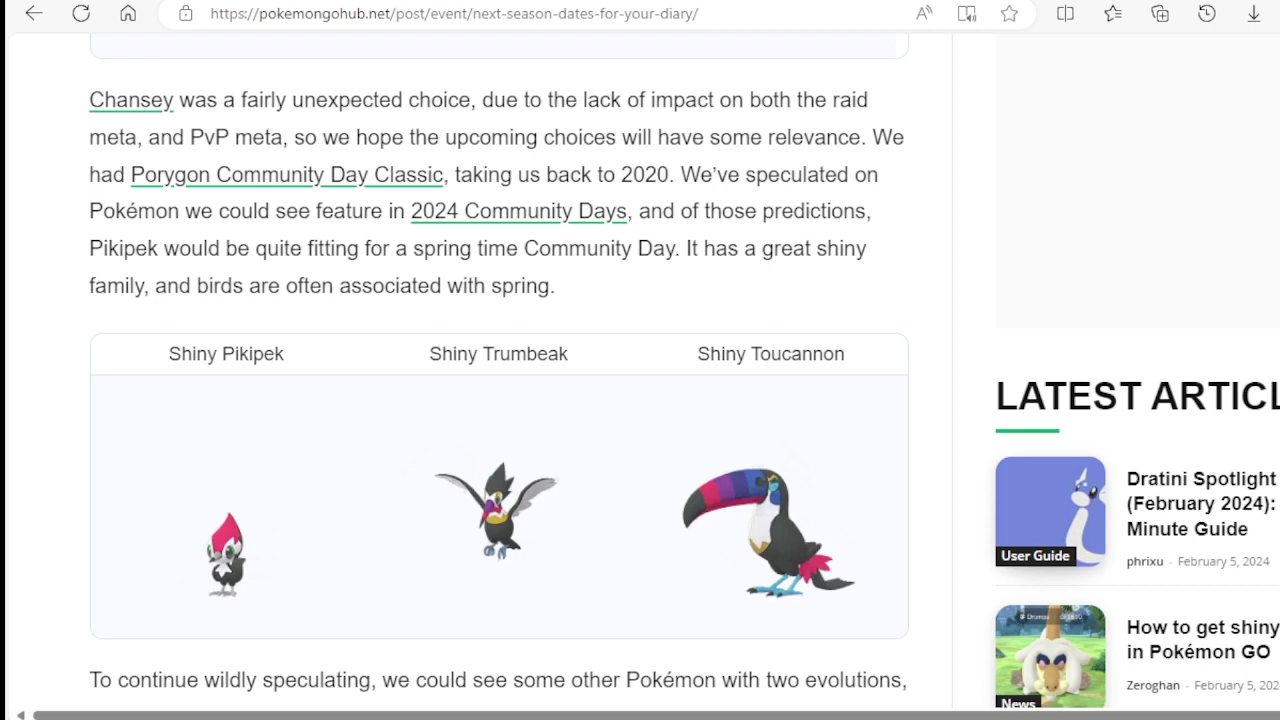 https://pokemongohub.net/post/event/next-season-dates-for-your-diary/
Chansey was a fairly unexpected choice, due to the lack of impact on both the raid
meta, and PvP meta, so we hope the upcoming choices will have some relevance. We
had Porygon Community Day Classic, taking us back to 2020. We've speculated on
Pokémon we could see feature in 2024 Community Days, and of those predictions,
Pikipek would be quite fitting for a spring time Community Day. It has a great shiny
family, and birds are often associated with spring.
Shiny Pikipek Shiny Trumbeak Shiny Toucannon
To continue wildly speculating, we could see some other Pokémon with two evolutions,
LATEST ARTICL
Dratini Spotlight
(February 2024):
Minute Guide
User Guide
phrixu - February 5, 2024
How to get shiny
in Pokémon GO
Zeroghan - February 5, 202
News